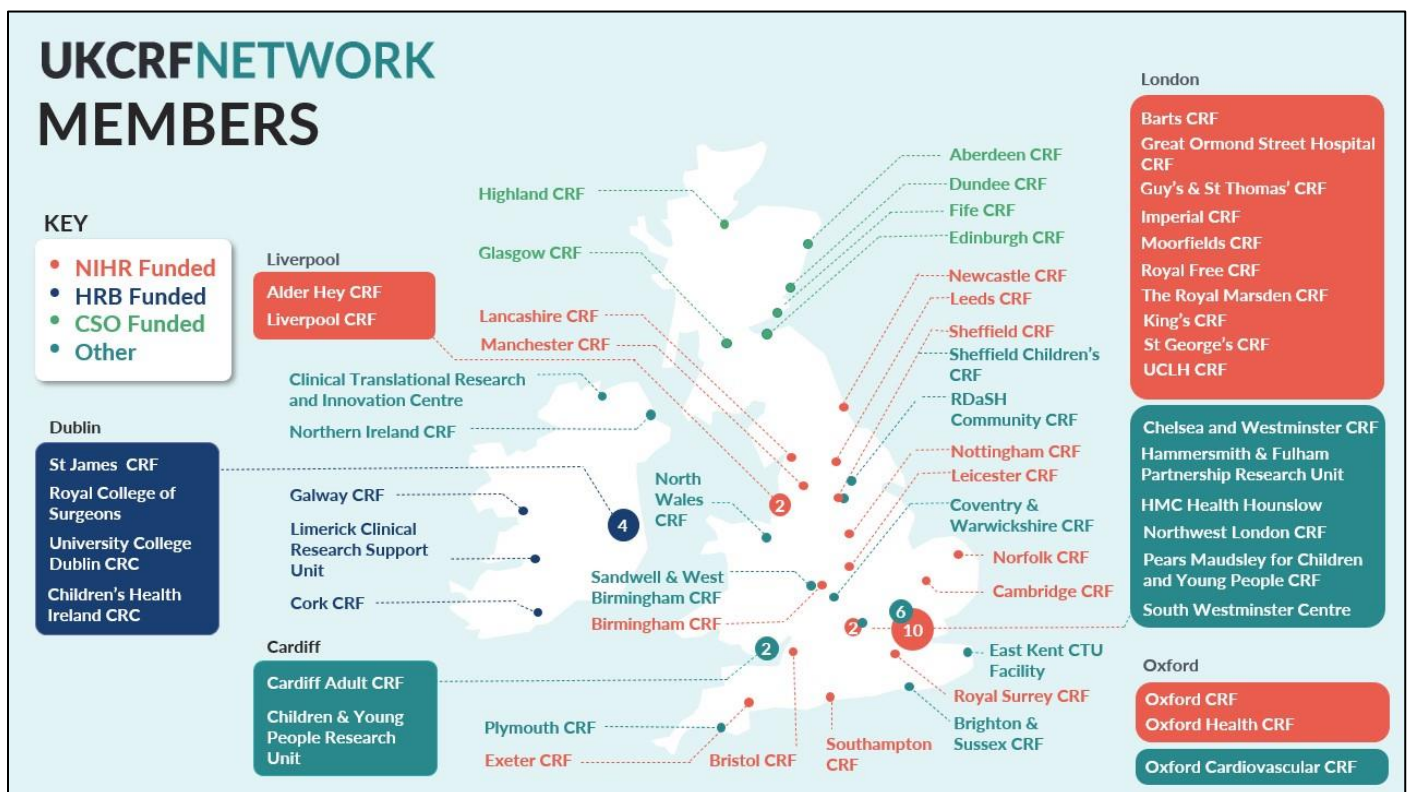 UKCRFNETWORK
MEMBERS
KEY
• NIHR Funded
• HRB Funded
• CSO Funded
• Other
Liverpool
Alder Hey CRF
Liverpool CRF
Dublin
St James CRF
Royal College of
Surgeons
University College
Dublin CRC
Children's Health
Ireland CRC
Cardiff
Cardiff Adult CRF
Children & Young
People Research
Unit
Highland CRF
Glasgow CRF
Lancashire CRF
Manchester CRF
Clinical Translational Research
and Innovation Centre
Northern Ireland CRF
Galway CRF
Limerick Clinical
Research Support
Unit
Cork CRF
4
North
Wales
CRF
Sandwell & West
Birmingham CRF
Birmingham CRF
2
2
Plymouth CRF
Exeter CRF
Bristol CRF
Southampton
CRF
Aberdeen CRF
Dundee CRF
Fife CRF
Edinburgh CRF
Newcastle CRF
Leeds CRF
Sheffield CRF
Sheffield Children's
CRF
RDaSH
Community CRF
Nottingham CRF
Leicester CRF
Coventry &
Warwickshire CRF
Norfolk CRF
Cambridge CRF
6
2
10
East Kent CTU
Facility
Royal Surrey CRF
Brighton &
Sussex CRF
London
Barts CRF
Great Ormond Street Hospital
CRF
Guy's & St Thomas' CRF
Imperial CRF
Moorfields CRF
Royal Free CRF
The Royal Marsden CRF
King's CRF
St George's CRF
UCLH CRF
Chelsea and Westminster CRF
Hammersmith & Fulham
Partnership Research Unit
HMC Health Hounslow
Northwest London CRF
Pears Maudsley for Children
and Young People CRF
South Westminster Centre
Oxford
Oxford CRF
Oxford Health CRF
Oxford Cardiovascular CRF